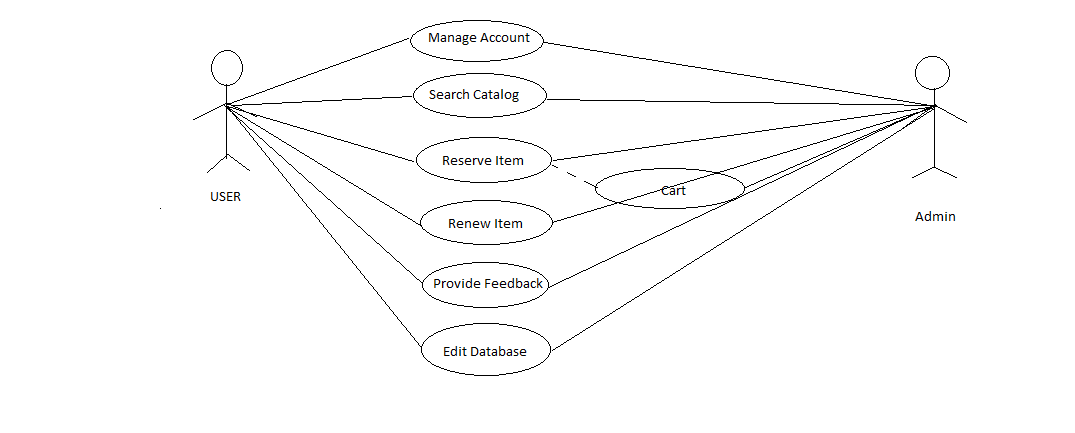 Manage Account
Search Catalog
Reserve Item
Cart
USER
Admin
Renew Item
Provide Feedback
Edit Database